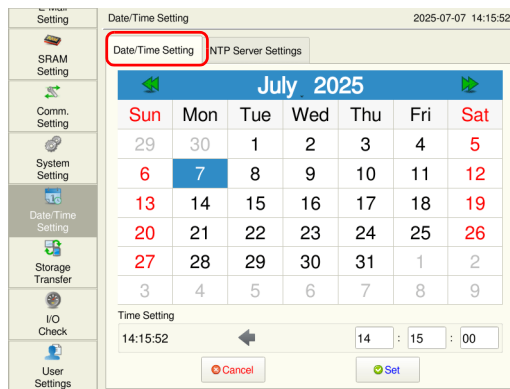 E-Mail
Setting
SRAM
Setting
Comm.
Setting
System
Setting
Date/Time
Setting
Storage
Transfer
I/O
Check
User
Settings
Date/Time Setting 2025-07-07 14:15:52
Date/Time Setting NTP Server Settings
July 2025
Sun Mon Tue Wed Thu Fri Sat
29 30 1 2 3 4 5
6 7 8 9 10 11 12
13 14 15 16 17 18 19
20 21 22 23 24 25 26
27 28 29 30 31 1 2
3 4 5 6 7 8 9
Time Setting
14:15:52 14 : 15 : 00
Cancel Set